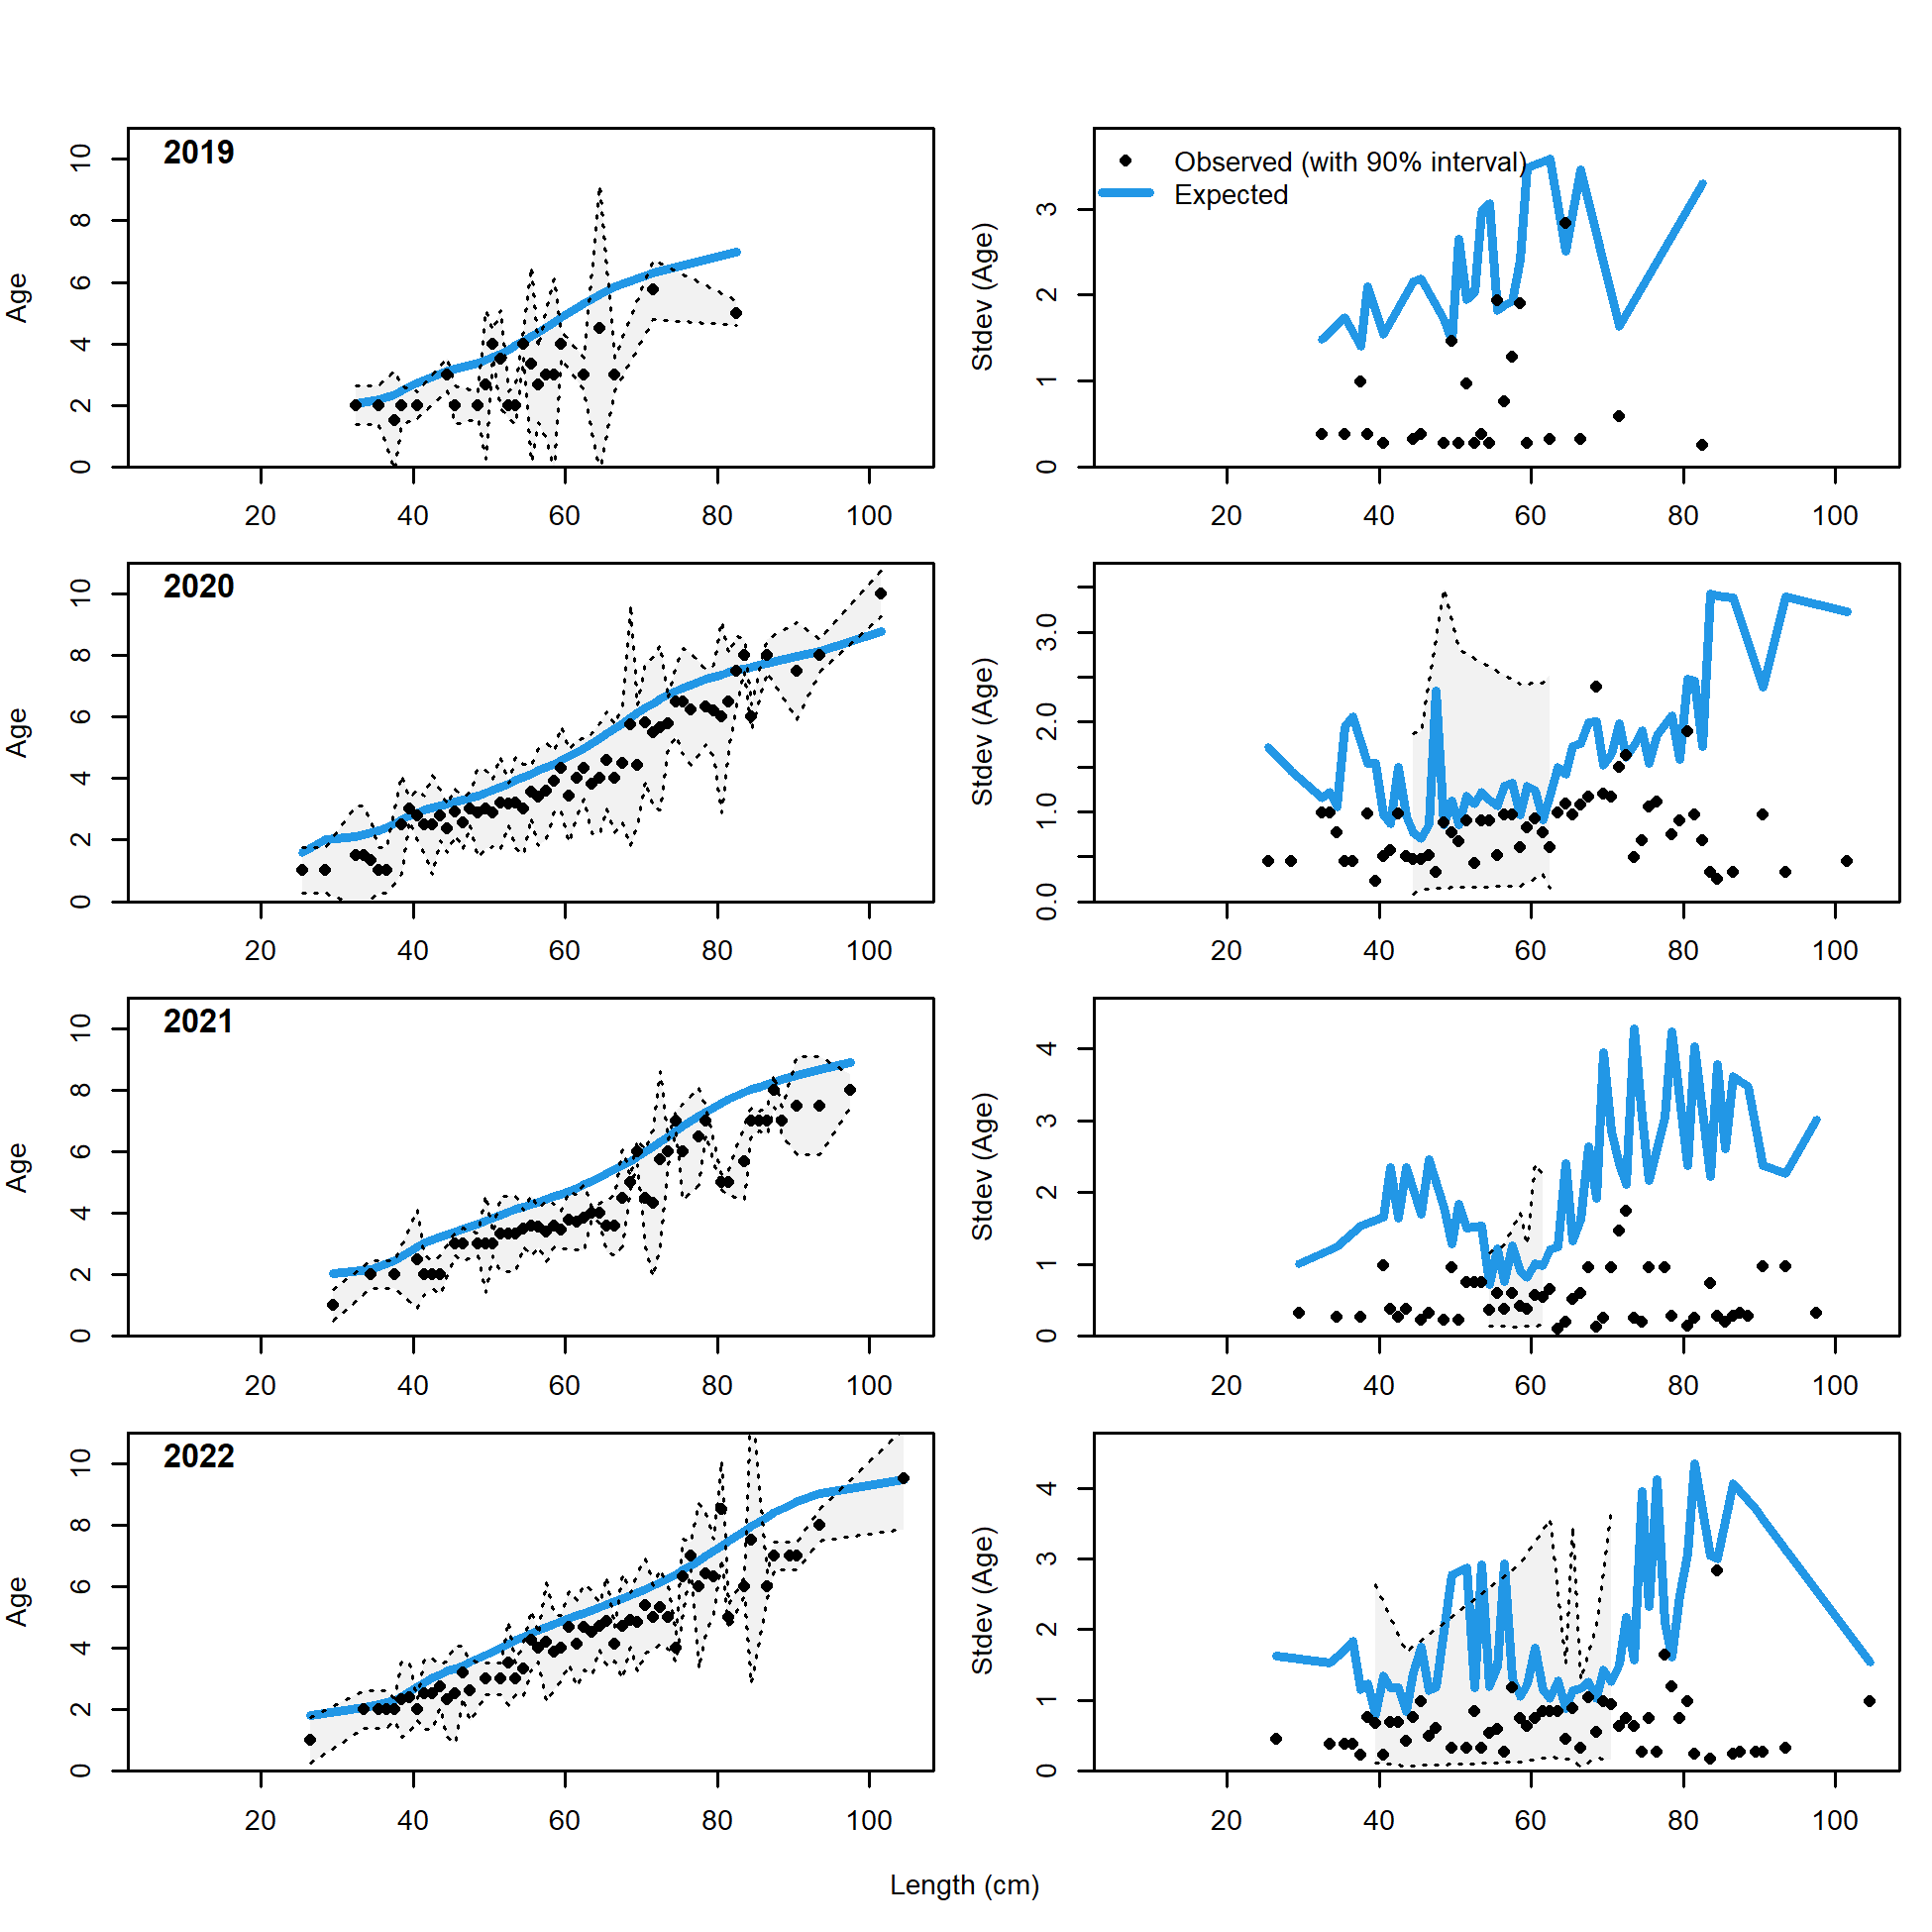 2019
Age
0 2 4 6 8 10
20 40 60 80 100
Observed (with 90% interval)
Expected
Stdev (Age)
0 1 2 3
20 40 60 80 100
2020
Age
0 2 4 6 8 10
20 40 60 80 100
Stdev (Age)
0.0 1.0 2.0 3.0
20 40 60 80 100
2021
Age
0 2 4 6 8 10
20 40 60 80 100
Stdev (Age)
0 1 2 3 4
20 40 60 80 100
2022
Age
0 2 4 6 8 10
20 40 60 80 100
Stdev (Age)
0 1 2 3 4
20 40 60 80 100
Length (cm)